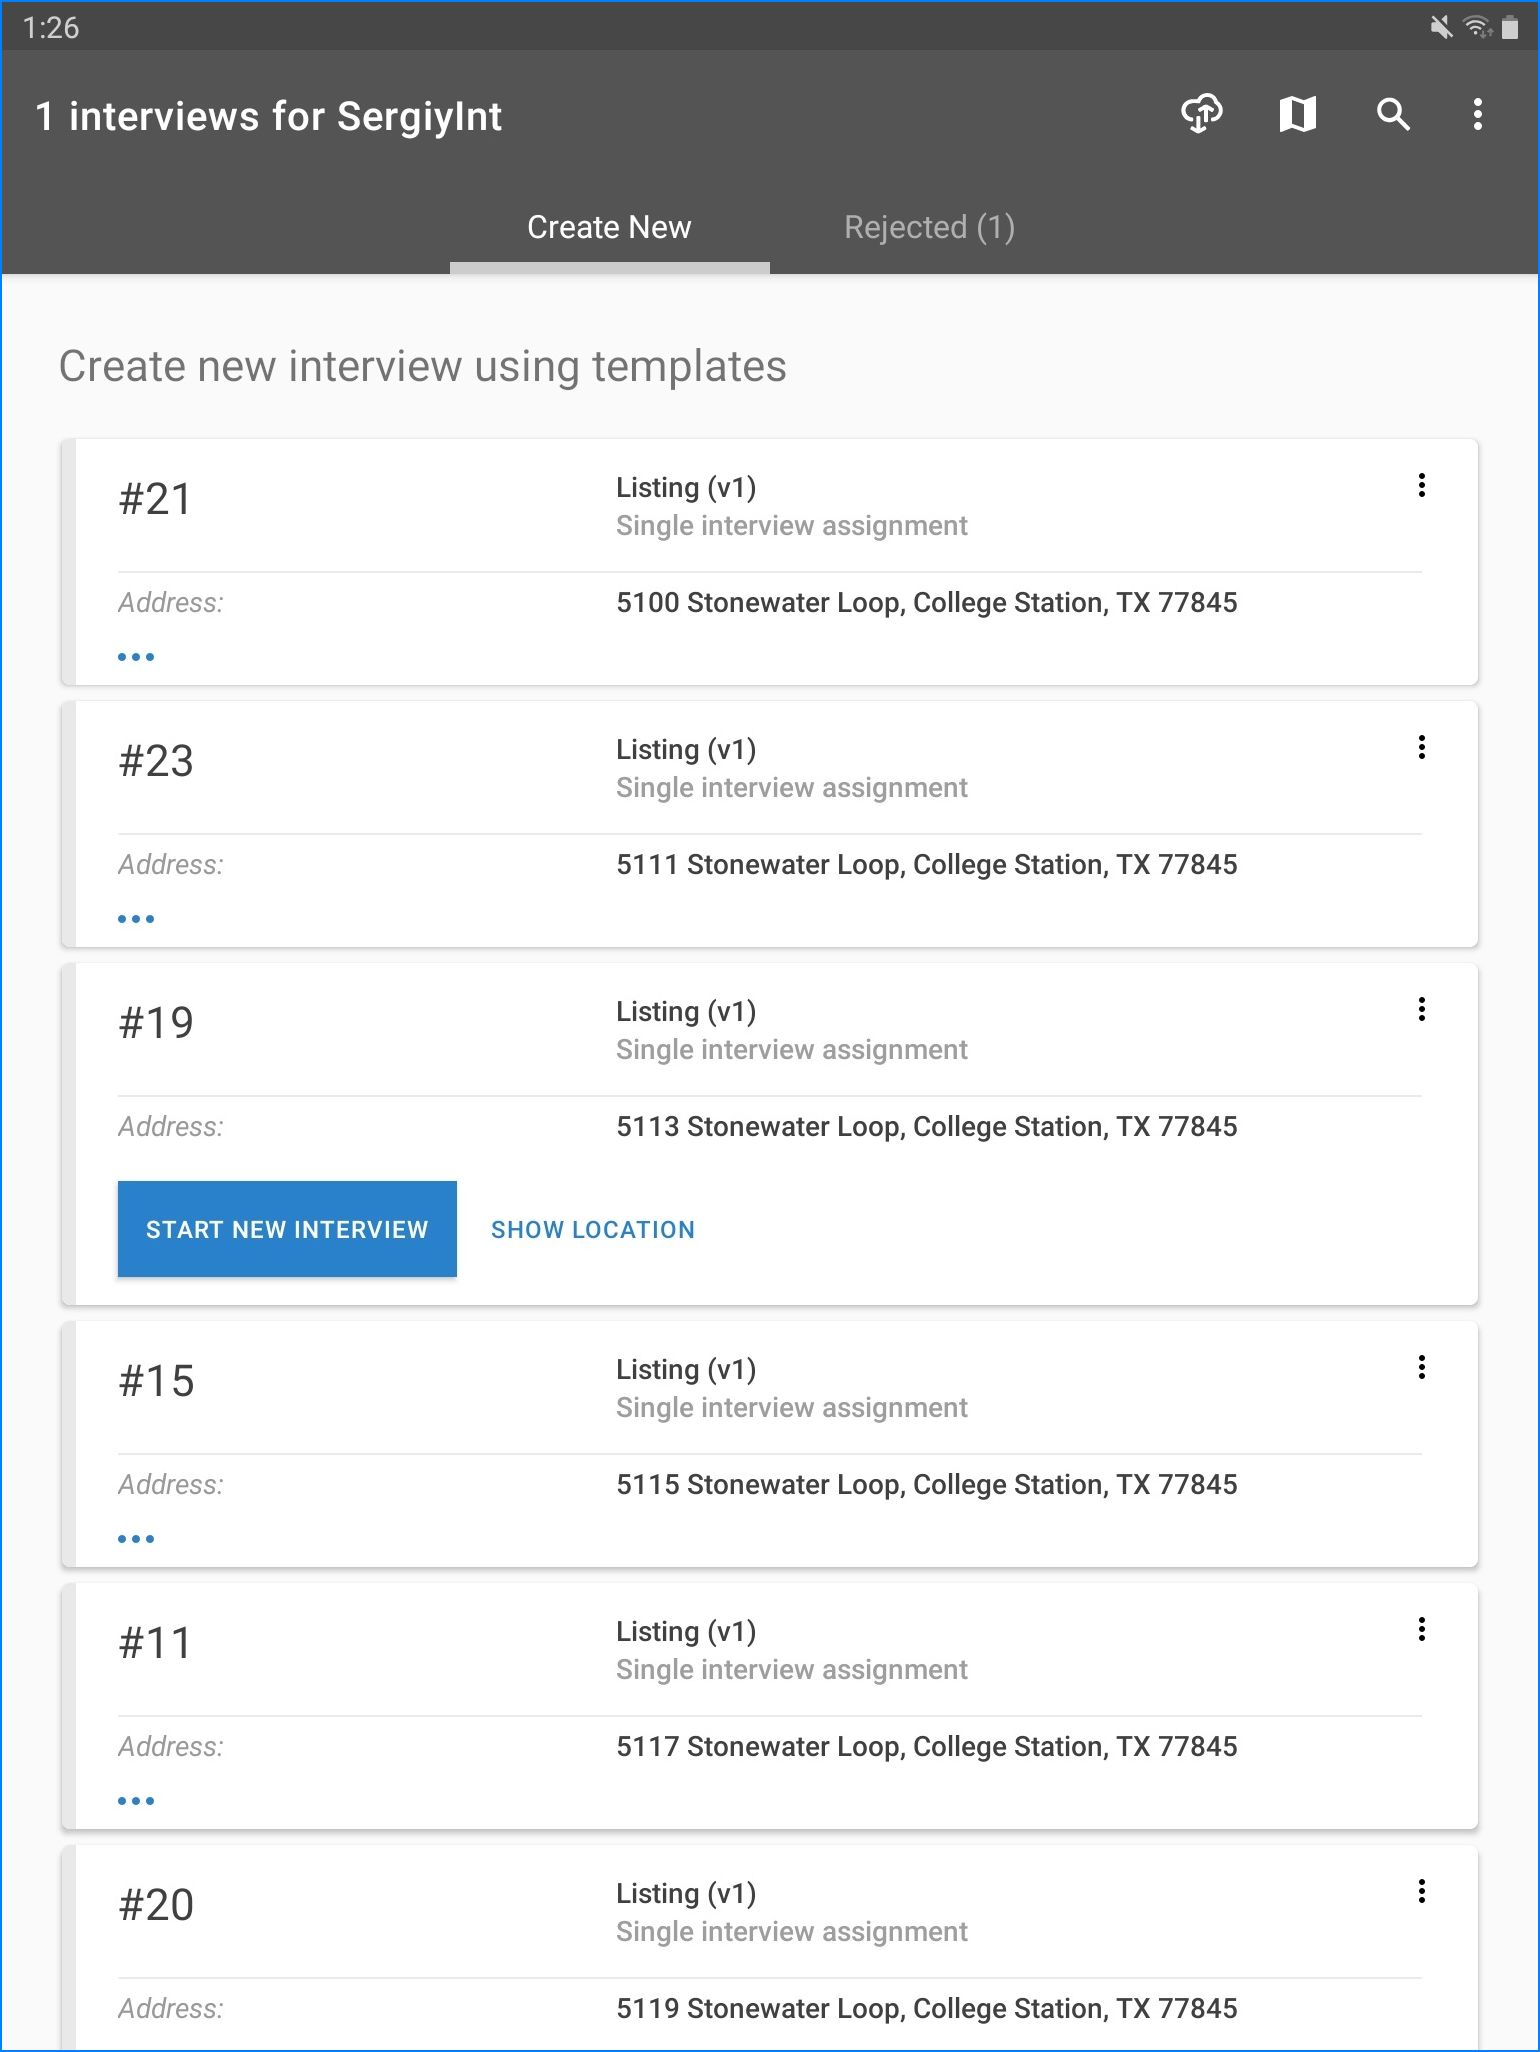 1:26
1 interviews for SergiyInt
Create New
Rejected (1)
Create new interview using templates
#21
Listing (v1)
Single interview assignment
Address:
5100 Stonewater Loop, College Station, TX 77845
#23
Listing (v1)
Single interview assignment
Address:
5111 Stonewater Loop, College Station, TX 77845
#19
Listing (v1)
Single interview assignment
Address:
5113 Stonewater Loop, College Station, TX 77845
START NEW INTERVIEW
SHOW LOCATION
#15
Listing (v1)
Single interview assignment
Address:
5115 Stonewater Loop, College Station, TX 77845
#11
Listing (v1)
Single interview assignment
Address:
5117 Stonewater Loop, College Station, TX 77845
#20
Listing (v1)
Single interview assignment
Address:
5119 Stonewater Loop, College Station, TX 77845